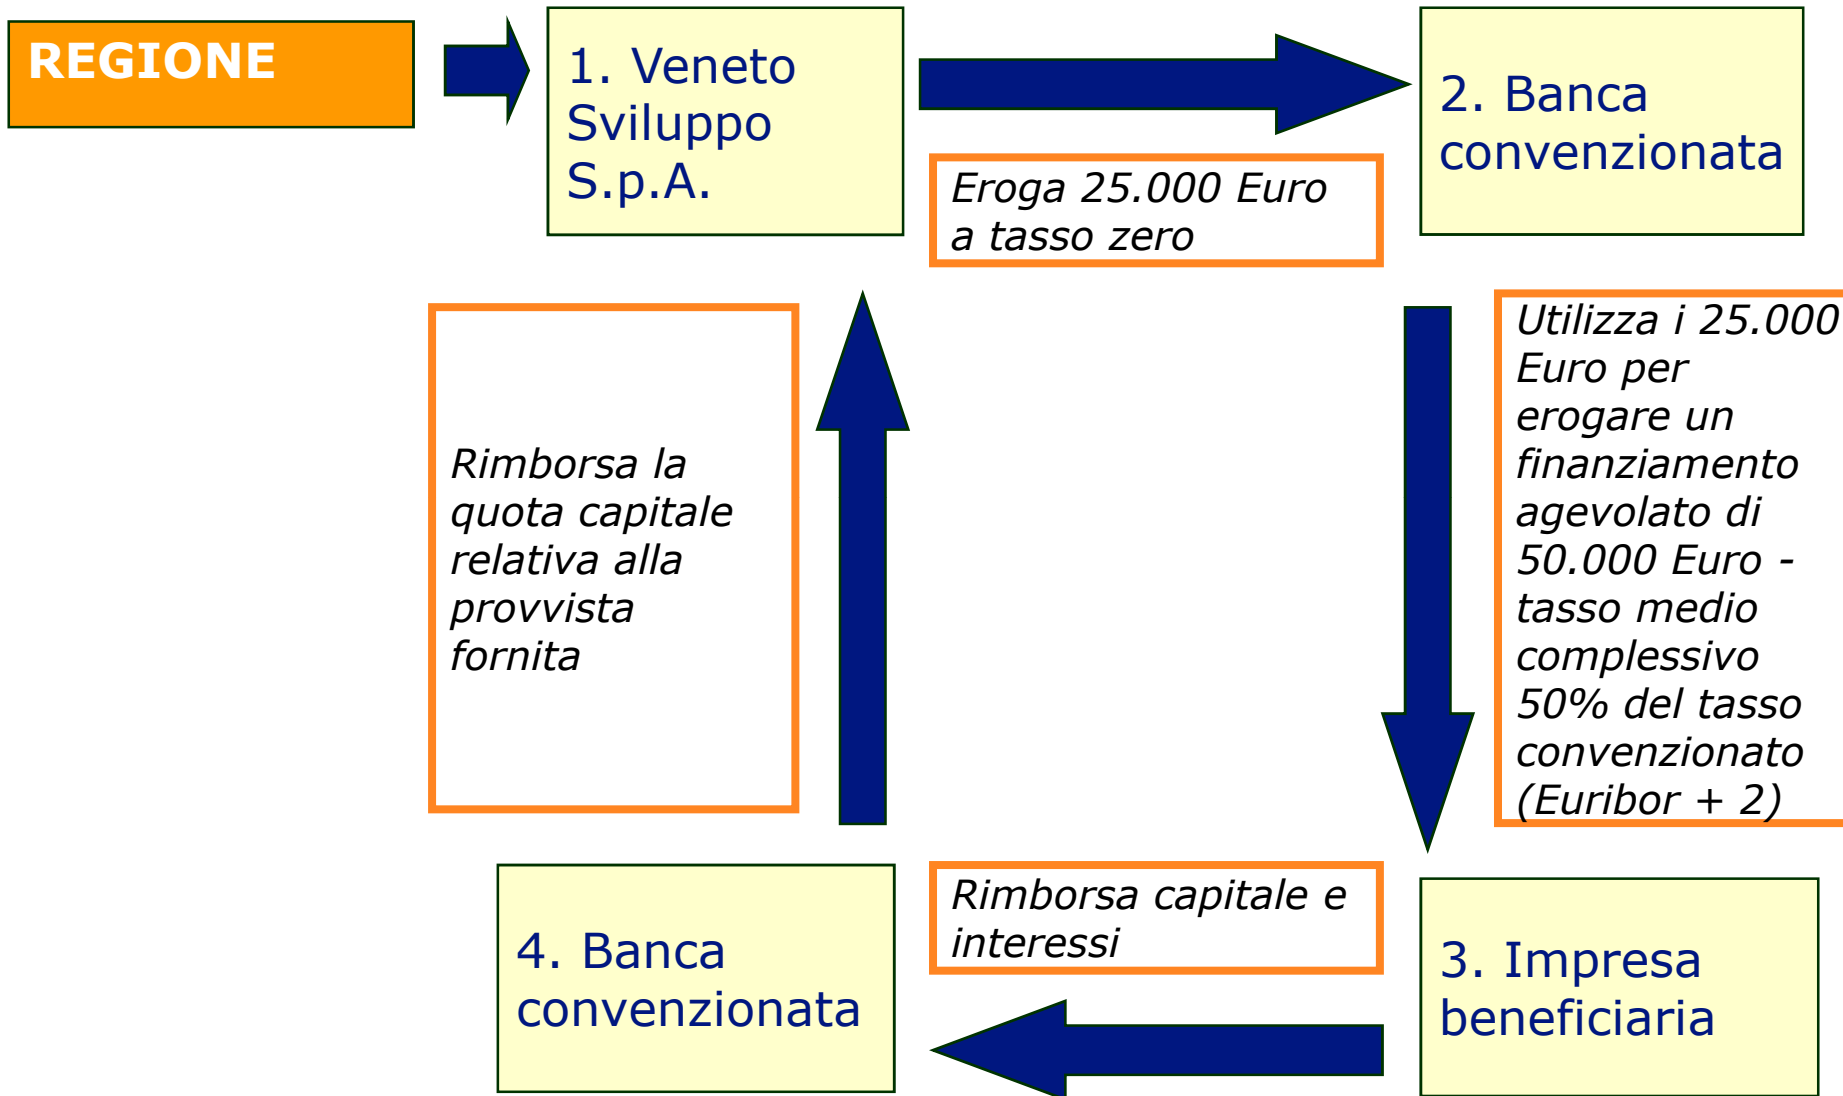 REGIONE
1. Veneto
Sviluppo
S.p.A.
2. Banca
convenzionata
Eroga 25.000 Euro
a tasso zero
Rimborsa la
quota capitale
relativa alla
provvista
fornita
Utilizza i 25.000
Euro per
erogare un
finanziamento
agevolato di
50.000 Euro -
tasso medio
complessivo
50% del tasso
convenzionato
(Euribor + 2)
4. Banca
convenzionata
Rimborsa capitale e
interessi
3. Impresa
beneficiaria